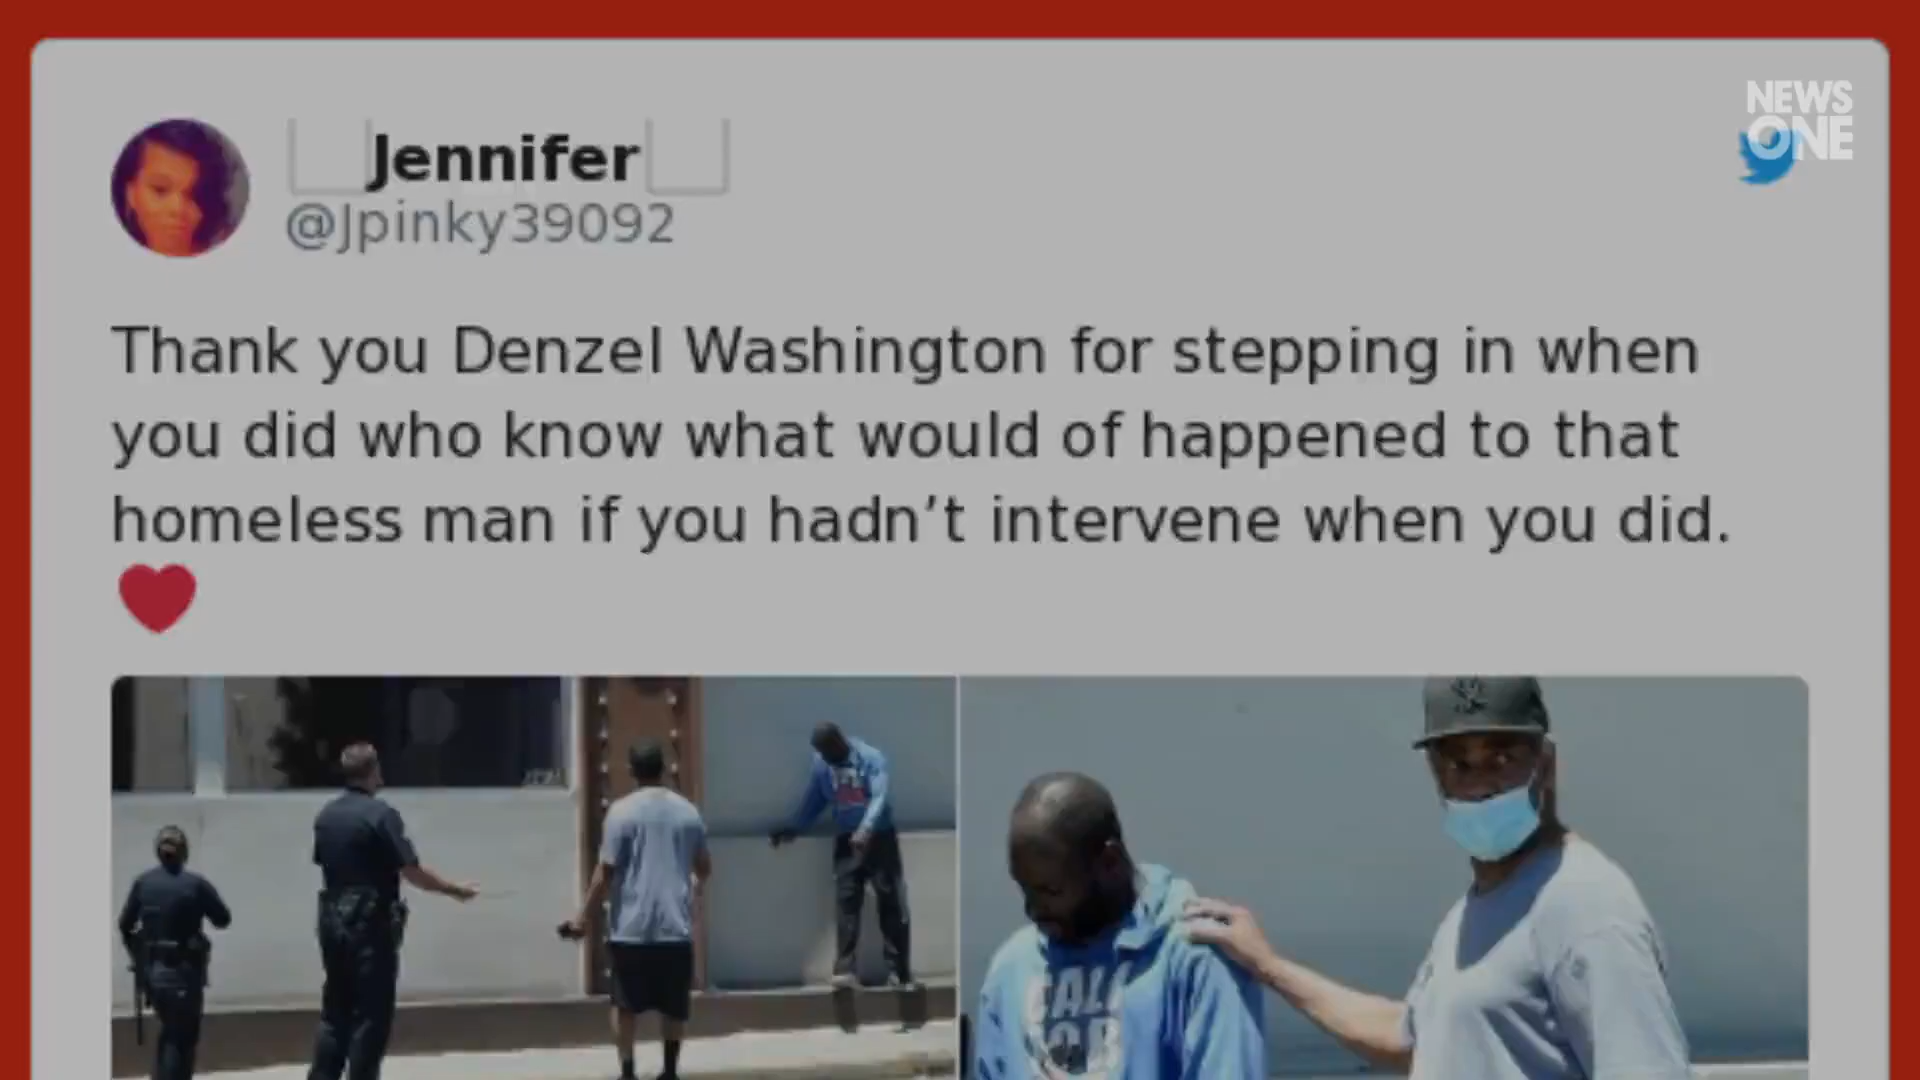 NEWS
ONE
Jennifer
@Jpinky39092
Thank you Denzel Washington for stepping in when
you did who know what would of happened to that
homeless man if you hadn’t intervene when you did.
❤
CALL